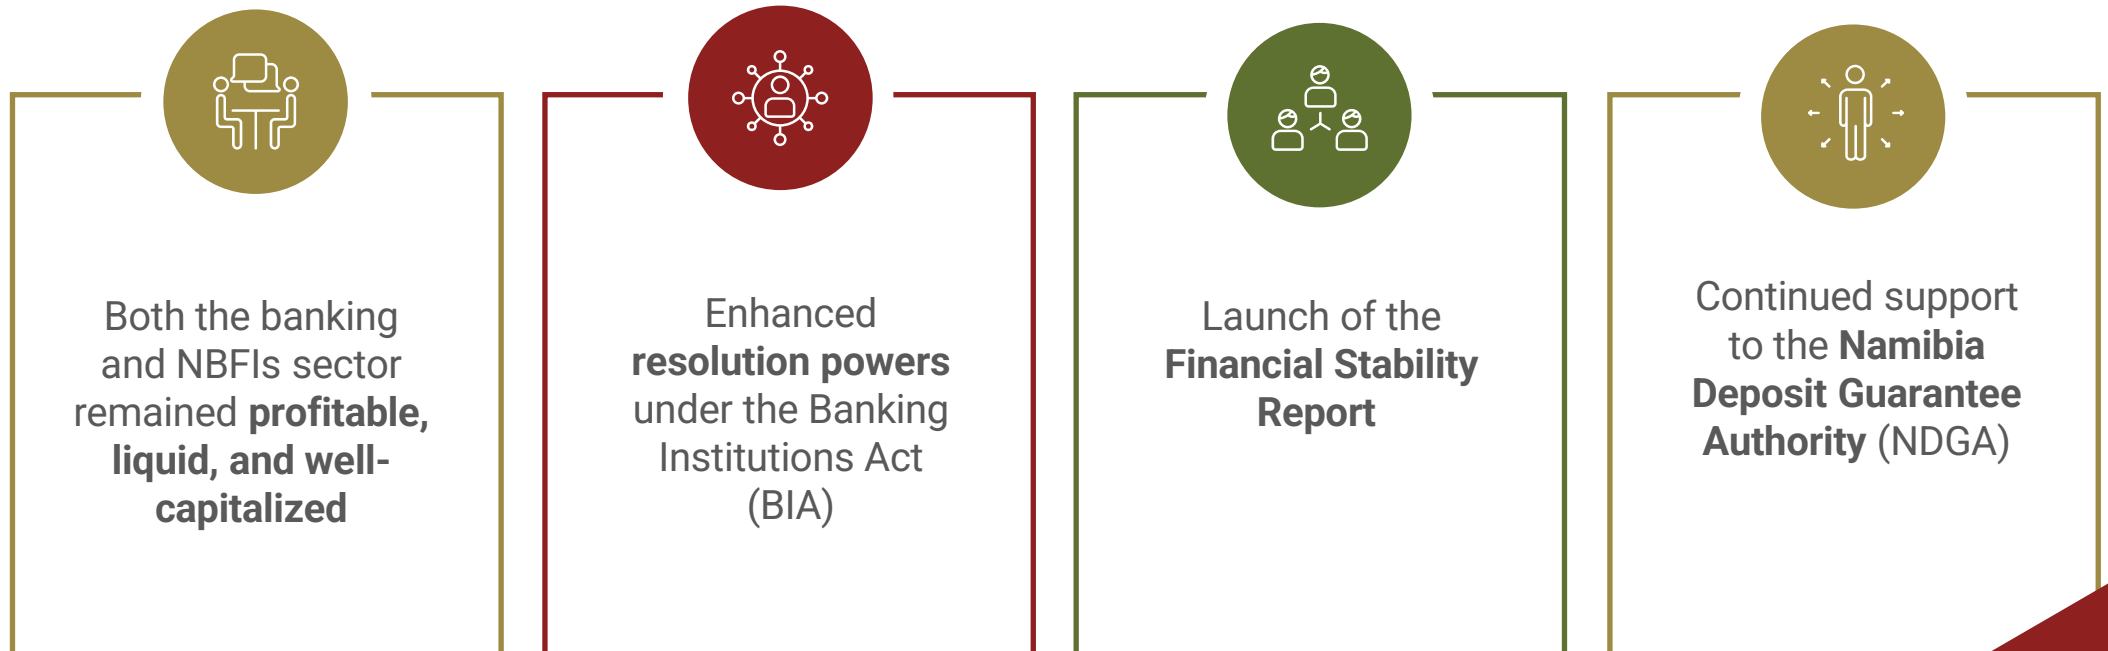 Both the banking
and NBFIs sector
remained profitable,
liquid, and well-
capitalized
Enhanced
resolution powers
under the Banking
Institutions Act
(BIA)
Launch of the
Financial Stability
Report
Continued support
to the Namibia
Deposit Guarantee
Authority (NDGA)